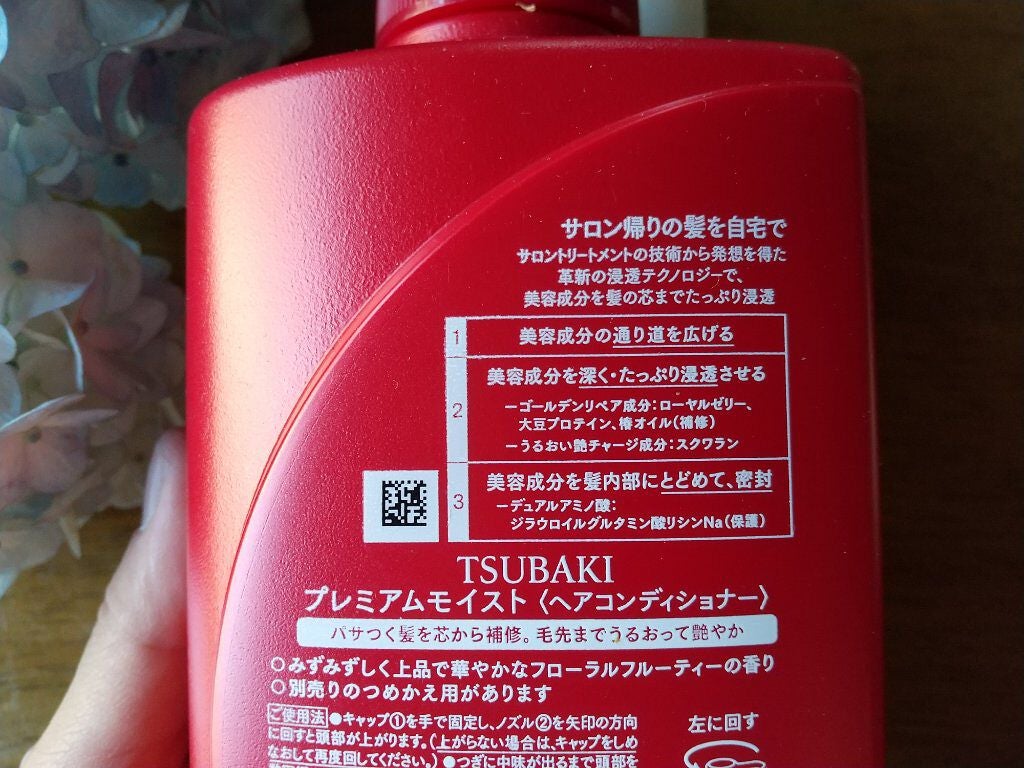 サロン帰りの髪を自宅で
サロントリートメントの技術から発想を得た
革新の浸透テクノロジーで、
美容成分を髪の芯までたっぷり浸透
1 美容成分の通り道を広げる
2 美容成分を深く・たっぷり浸透させる
ーゴールデンリペア成分：ローヤルゼリー、
大豆プロテイン、椿オイル（補修）
ーうるおい艶チャージ成分：スクワラン
3 美容成分を髪内部にとどめて、密封
ーデュアルアミノ酸：
ジラウロイルグルタミン酸リシンNa（保護）
TSUBAKI
プレミアムモイスト〈ヘアコンディショナー〉
パサつく髪を芯から補修。毛先までうるおって艶やか
○みずみずしく上品で華やかなフローラルフルーティーの香り
○別売りのつめかえ用があります
ご使用法 ●キャップ①を手で固定し、ノズル②を矢印の方向
に回すと頭部が上がります。（上がらない場合は、キャップをしめ
なおして再度回してください。）●つぎに中味が出るまで頭部を
左に回す